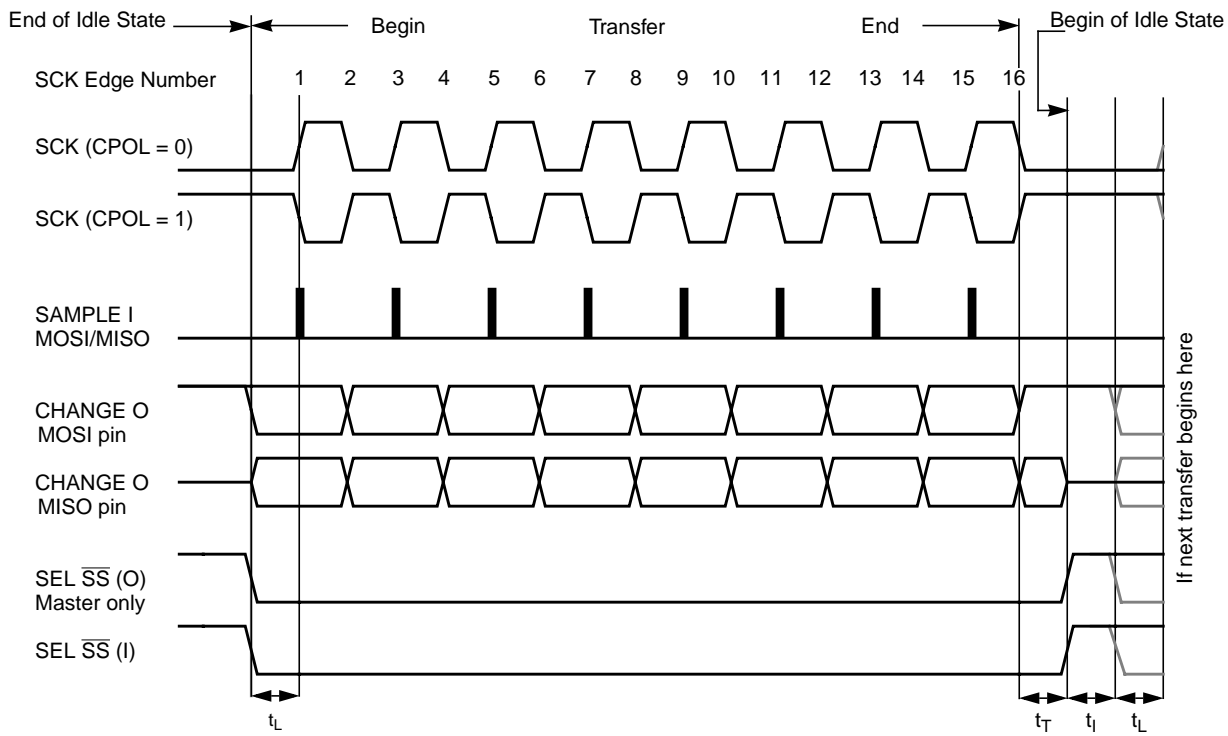 End of Idle State
Begin
Transfer
End
Begin of Idle State
SCK Edge Number
1 2 3 4 5 6 7 8 9 10 11 12 13 14 15 16
SCK (CPOL = 0)
SCK (CPOL = 1)
SAMPLE I
MOSI/MISO
CHANGE O
MOSI pin
CHANGE O
MISO pin
SEL S̅S̅ (O)
Master only
SEL S̅S̅ (I)
If next transfer begins here
tL
tT
tI
tL